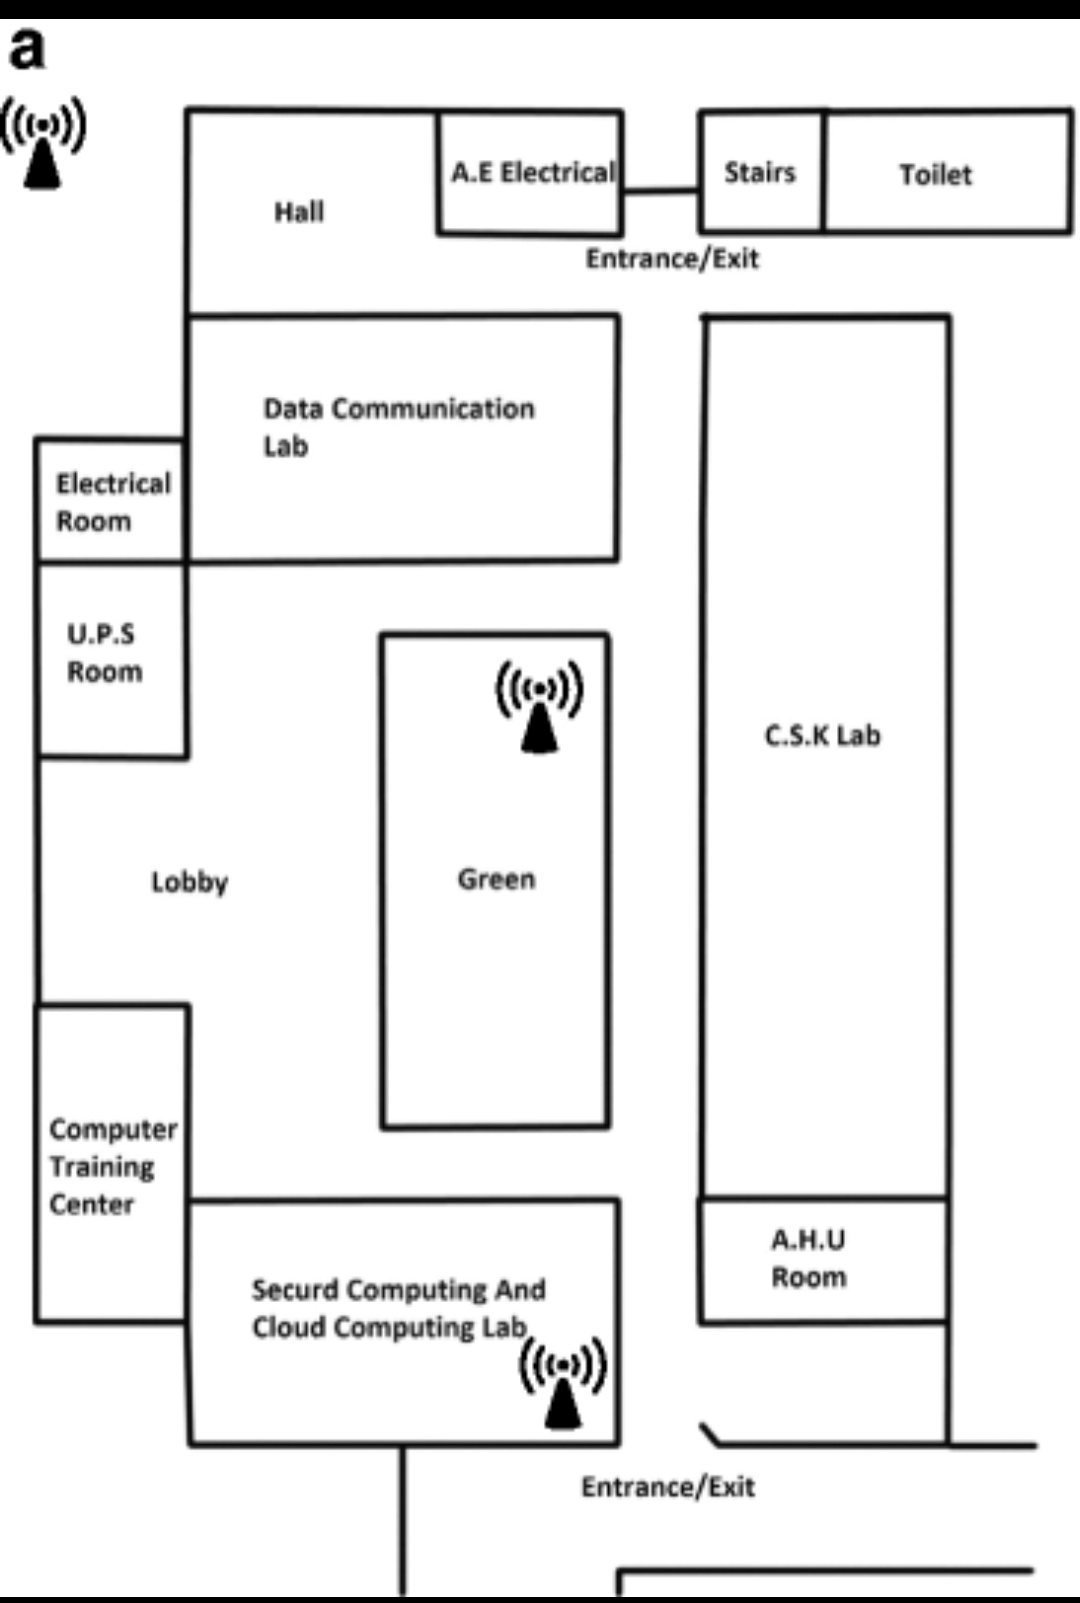 a
Hall
A.E Electrical
Stairs
Toilet
Entrance/Exit
Data Communication
Lab
Electrical
Room
U.P.S
Room
C.S.K Lab
Lobby
Green
Computer
Training
Center
A.H.U
Room
Securd Computing And
Cloud Computing Lab
Entrance/Exit